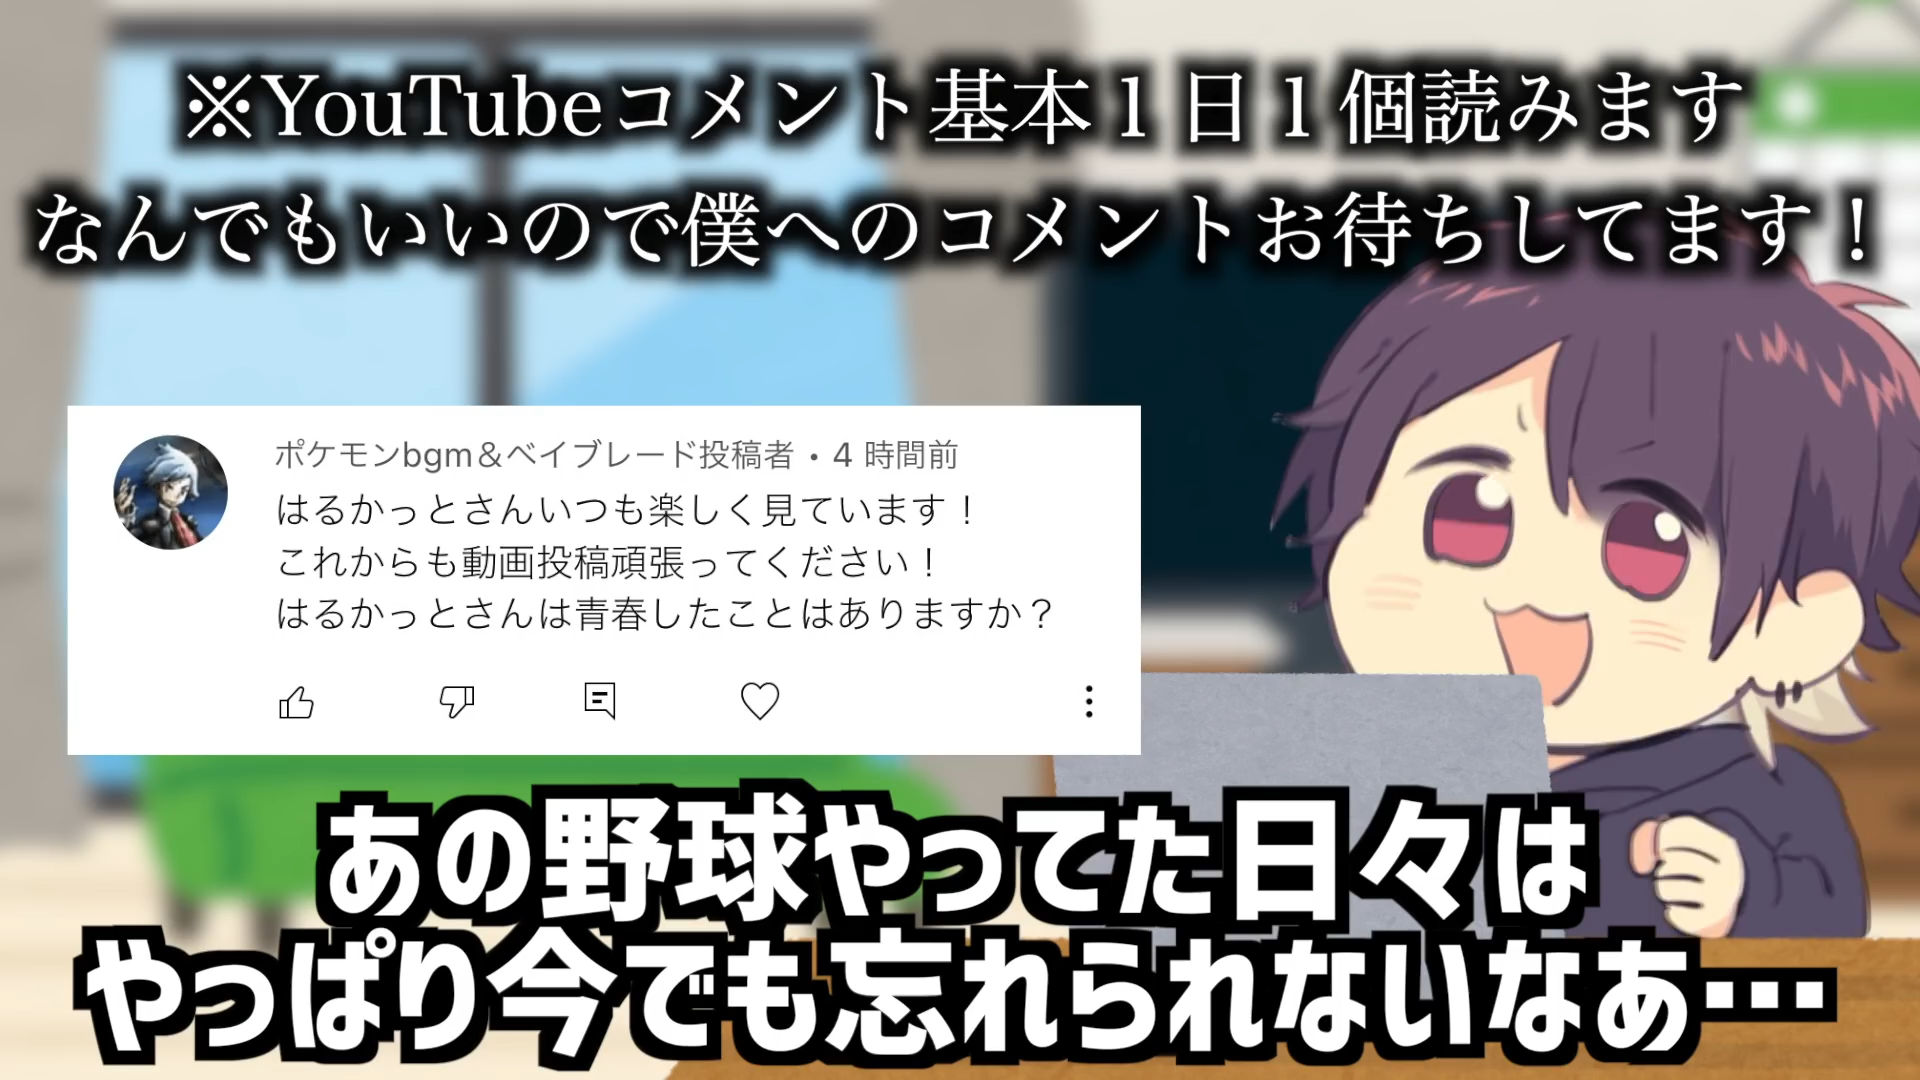 ※YouTubeコメント基本１日１個読みます
なんでもいいので僕へのコメントお待ちしてます！
ポケモンbgm＆ベイブレード投稿者 • 4 時間前
はるかっとさんいつも楽しく見ています！
これからも動画投稿頑張ってください！
はるかっとさんは青春したことはありますか？
あの野球やってた日々は
やっぱり今でも忘れられないなあ…